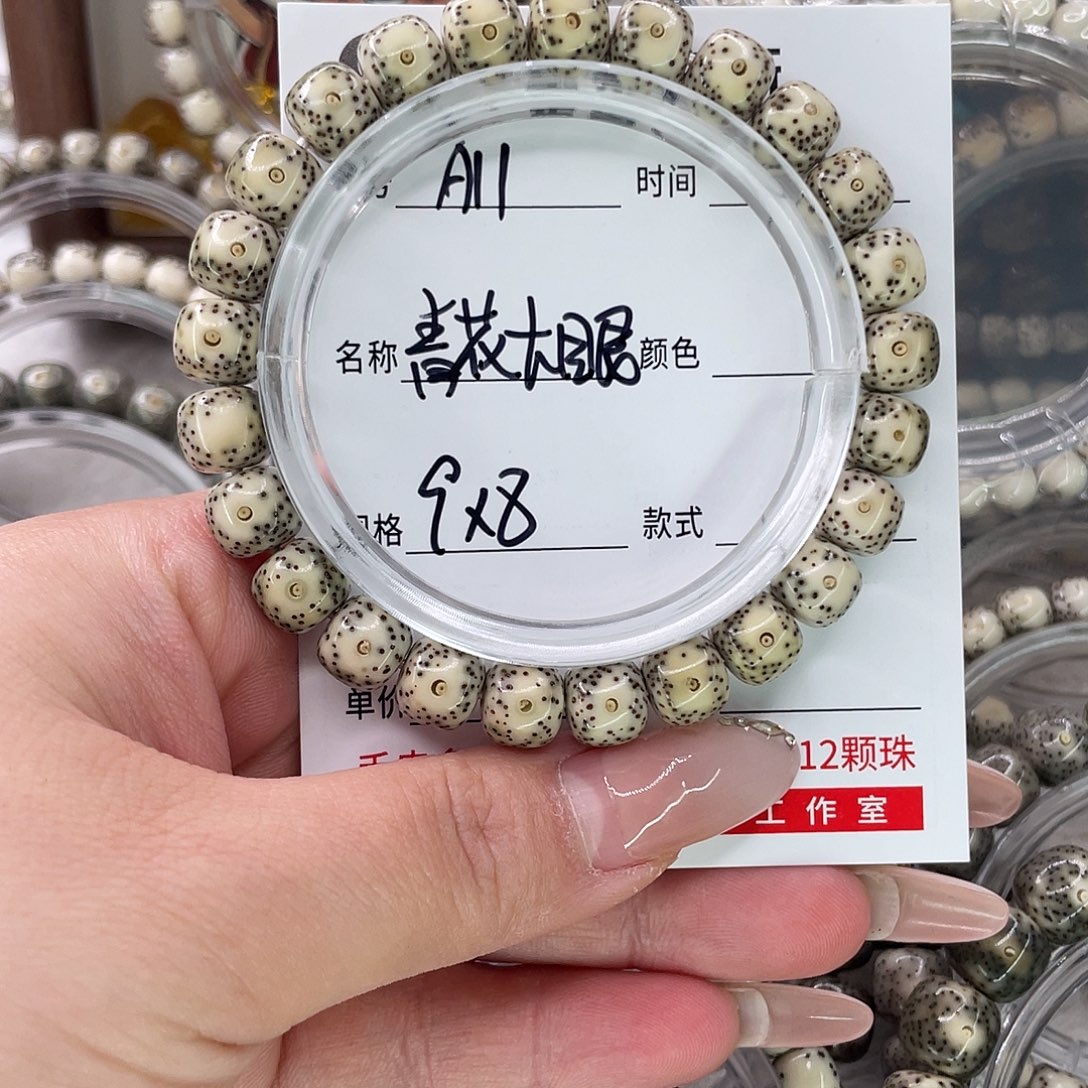 A11 时间
名称 青花大眼 颜色
格 9x8 款式
单价
12颗珠
工作室